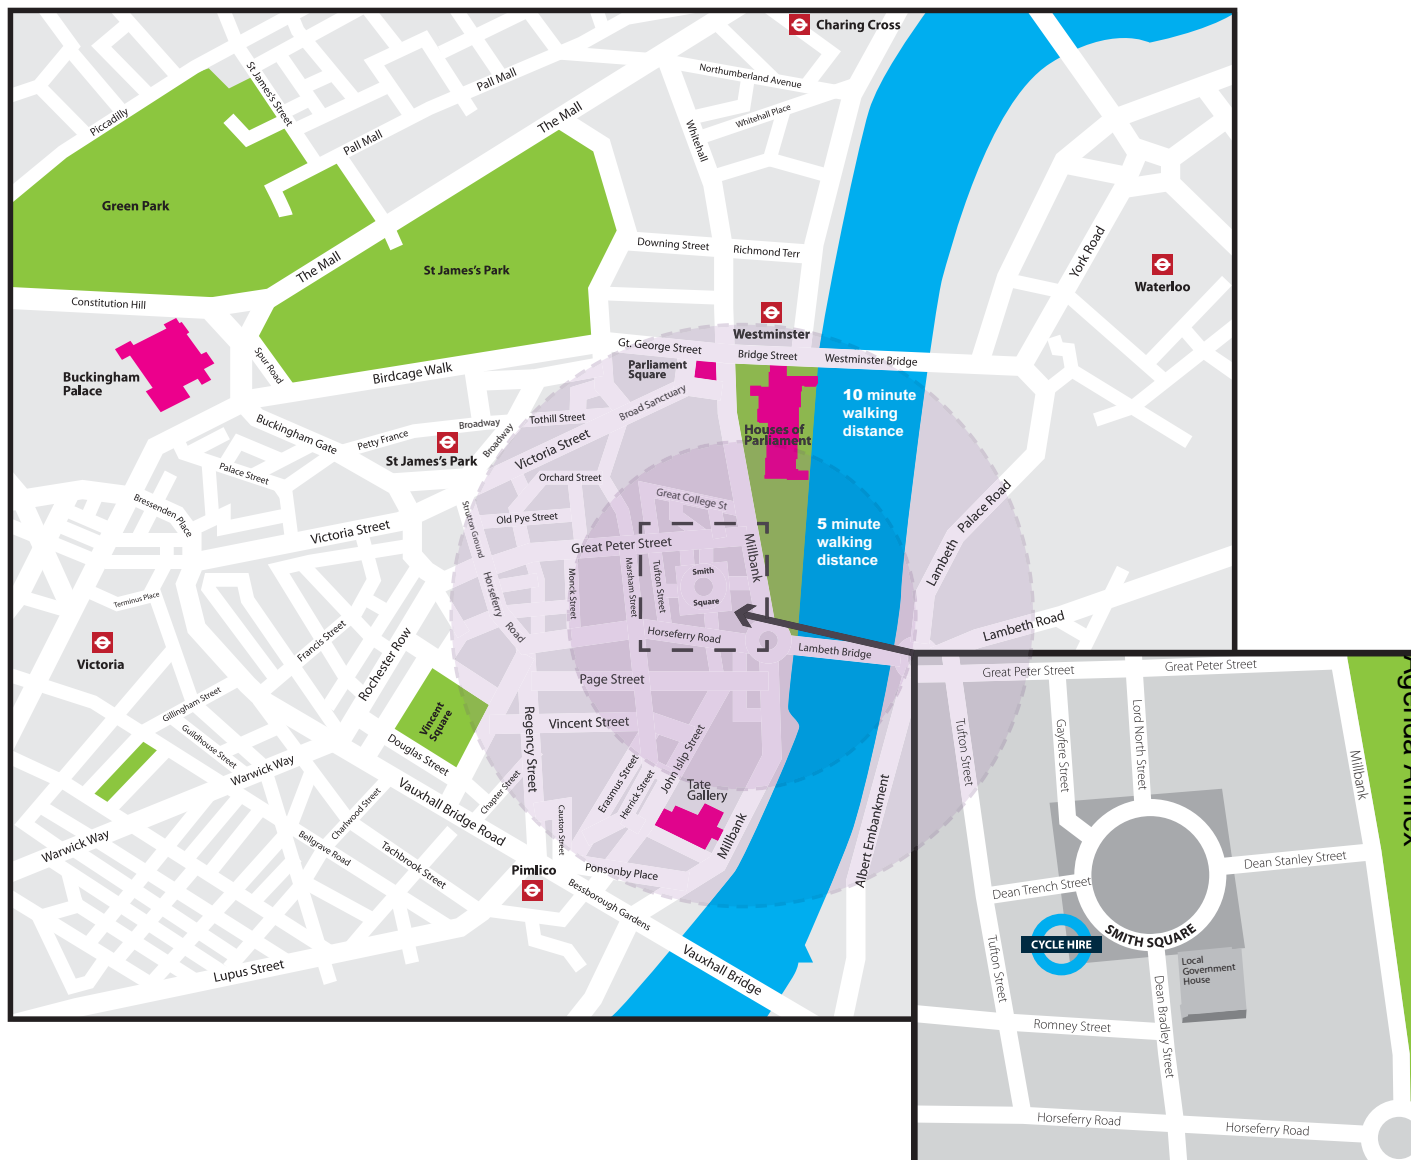 Charing Cross
Northumberland Avenue
Whitehall Place
Whitehall
Pall Mall
St James's Street
Piccadilly
Pall Mall
The Mall
Green Park
The Mall
St James's Park
Constitution Hill
Downing Street
Richmond Terr
York Road
Waterloo
Westminster
Buckingham
Palace
Spur Road
Birdcage Walk
Gt. George Street
Bridge Street
Westminster Bridge
Parliament
Square
Broad Sanctuary
10 minute
walking
distance
Houses of
Parliament
Buckingham Gate
Petty France
Broadway
Broadway
Tothill Street
Victoria Street
St James's Park
Palace Street
Orchard Street
Great College St
Bressenden Place
Victoria Street
Strutton Ground
Old Pye Street
Great Peter Street
Millbank
5 minute
walking
distance
Lambeth
Palace Road
Terminus Place
Horseferry
Road
Monck Street
Marsham Street
Tufton Street
Smith
Square
Victoria
Francis Street
Rochester Row
Horseferry Road
Lambeth Bridge
Lambeth Road
Page Street
Gillingham Street
Guildhouse Street
Vincent
Square
Regency Street
Vincent Street
Warwick Way
Douglas Street
Vauxhall Bridge Road
Chapter Street
Erasmus Street
Herrick Street
John Islip Street
Tate
Gallery
Millbank
Albert Embankment
Warwick Way
Charlwood Street
Bellgrave Road
Tachbrook Street
Causton Street
Pimlico
Ponsonby Place
Bessborough Gardens
Vauxhall Bridge
Lupus Street
Great Peter Street
Great Peter Street
Agenda Annex
Tufton Street
Gayfere Street
Lord North Street
Millbank
Dean Stanley Street
Dean Trench Street
CYCLE HIRE
SMITH SQUARE
Local
Government
House
Tufton Street
Dean Bradley Street
Romney Street
Horseferry Road
Horseferry Road